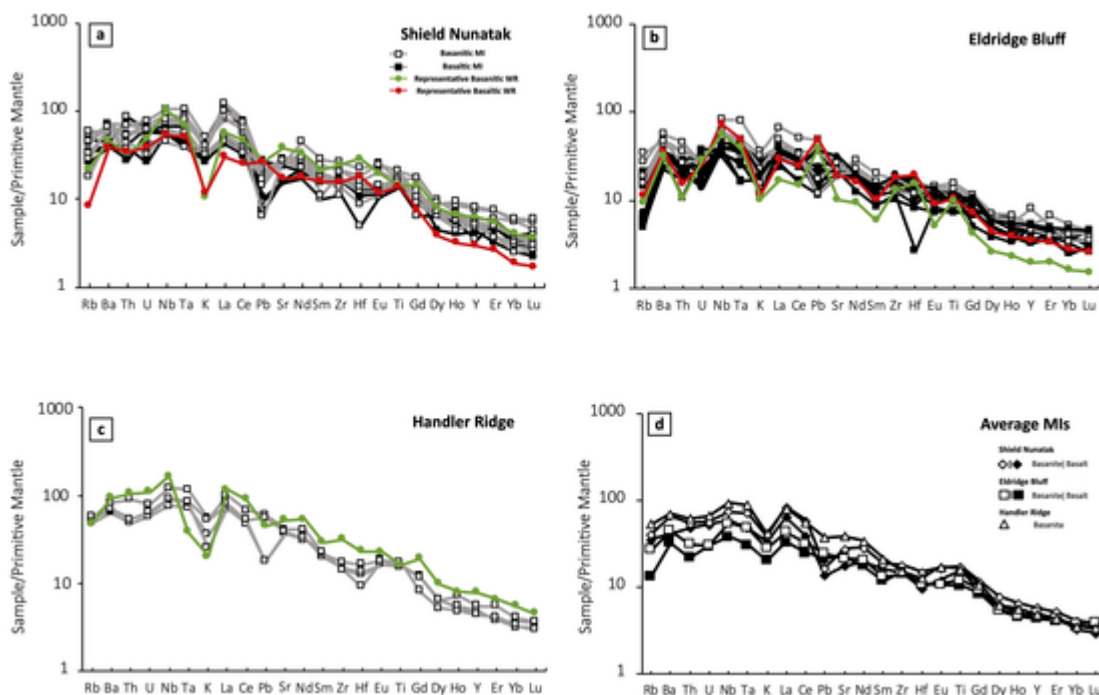 a
Shield Nunatak
Basanitic MI
Basaltic MI
Representative Basanitic WR
Representative Basaltic WR
1000
100
10
1
Sample/Primitive Mantle
Rb Ba Th U Nb Ta K La Ce Pb Sr Nd Sm Zr Hf Eu Ti Gd Dy Ho Y Er Yb Lu
b
Eldridge Bluff
1000
100
10
1
Sample/Primitive Mantle
Rb Ba Th U Nb Ta K La Ce Pb Sr Nd Sm Zr Hf Eu Ti Gd Dy Ho Y Er Yb Lu
c
Handler Ridge
1000
100
10
1
Sample/Primitive Mantle
Rb Ba Th U Nb Ta K La Ce Pb Sr Nd Sm Zr Hf Eu Ti Gd Dy Ho Y Er Yb Lu
d
Average MIs
Shield Nunatak
Basanite| Basalt
Eldridge Bluff
Basanite| Basalt
Handler Ridge
Basanite
1000
100
10
1
Sample/Primitive Mantle
Rb Ba Th U Nb Ta K La Ce Pb Sr Nd Sm Zr Hf Eu Ti Gd Dy Ho Y Er Yb Lu